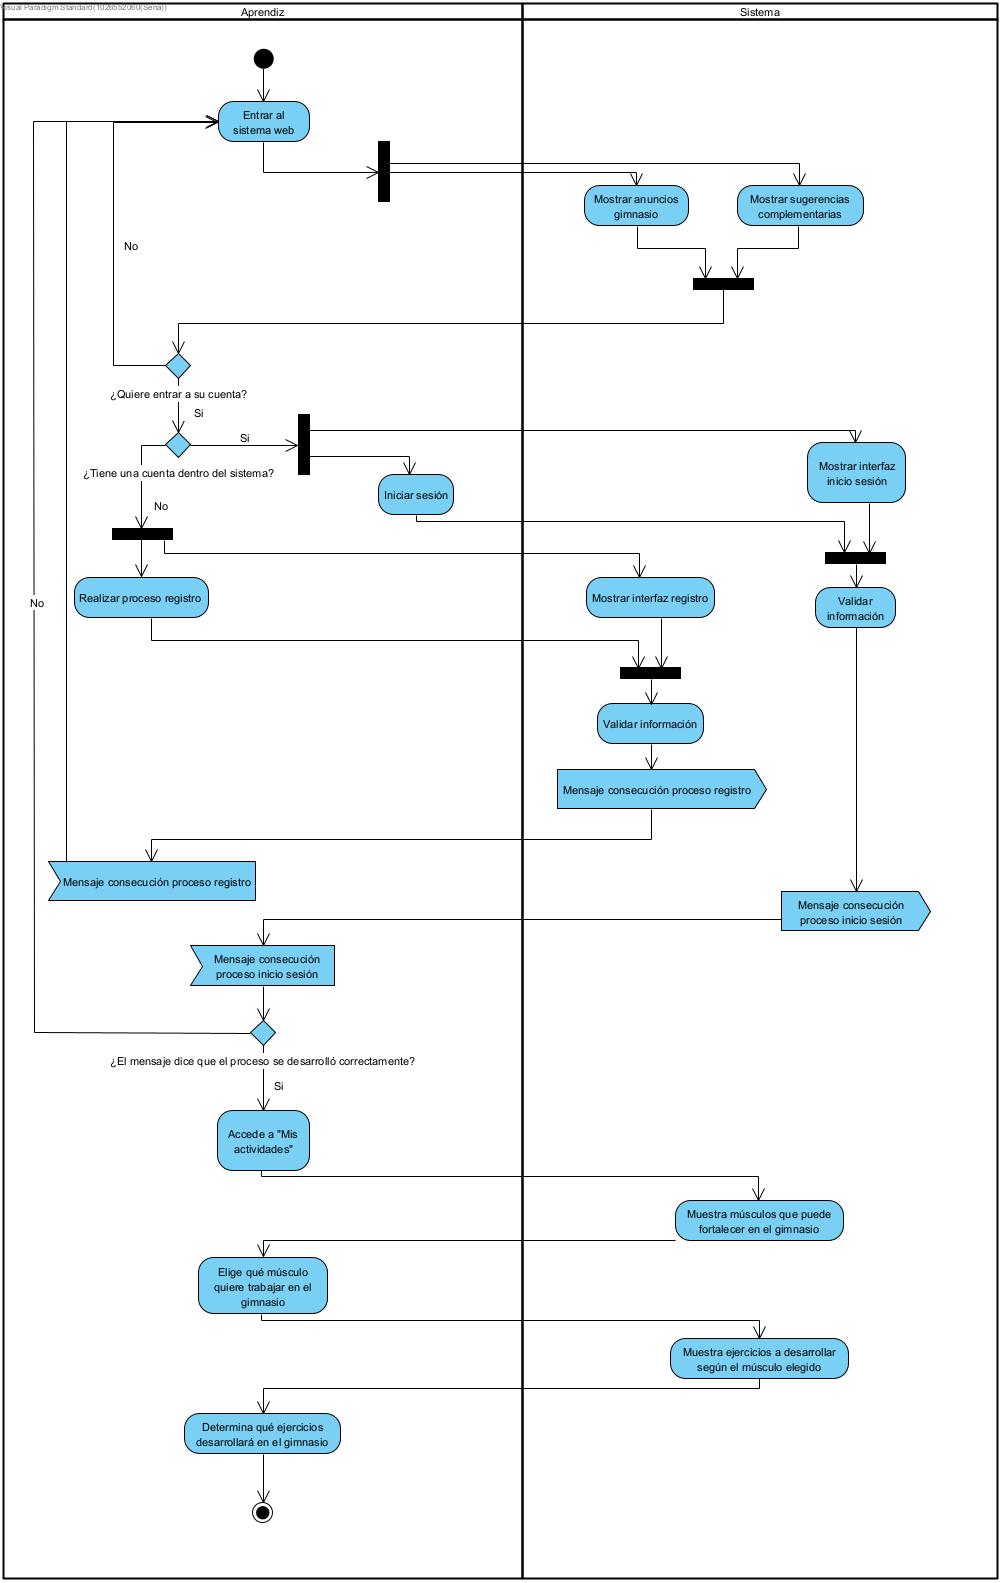 Visual Paradigm Standard(1026552060(Sena))
Aprendiz
Sistema
Entrar al
sistema web
Mostrar anuncios
gimnasio
Mostrar sugerencias
complementarias
No
¿Quiere entrar a su cuenta?
Si
Si
¿Tiene una cuenta dentro del sistema?
Mostrar interfaz
inicio sesión
Iniciar sesión
No
Realizar proceso registro
Mostrar interfaz registro
Validar
información
No
Validar información
Mensaje consecución proceso registro
Mensaje consecución proceso registro
Mensaje consecución
proceso inicio sesión
Mensaje consecución
proceso inicio sesión
¿El mensaje dice que el proceso se desarrolló correctamente?
Si
Accede a "Mis
actividades"
Muestra músculos que puede
fortalecer en el gimnasio
Elige qué músculo
quiere trabajar en el
gimnasio
Muestra ejercicios a desarrollar
según el músculo elegido
Determina qué ejercicios
desarrollará en el gimnasio